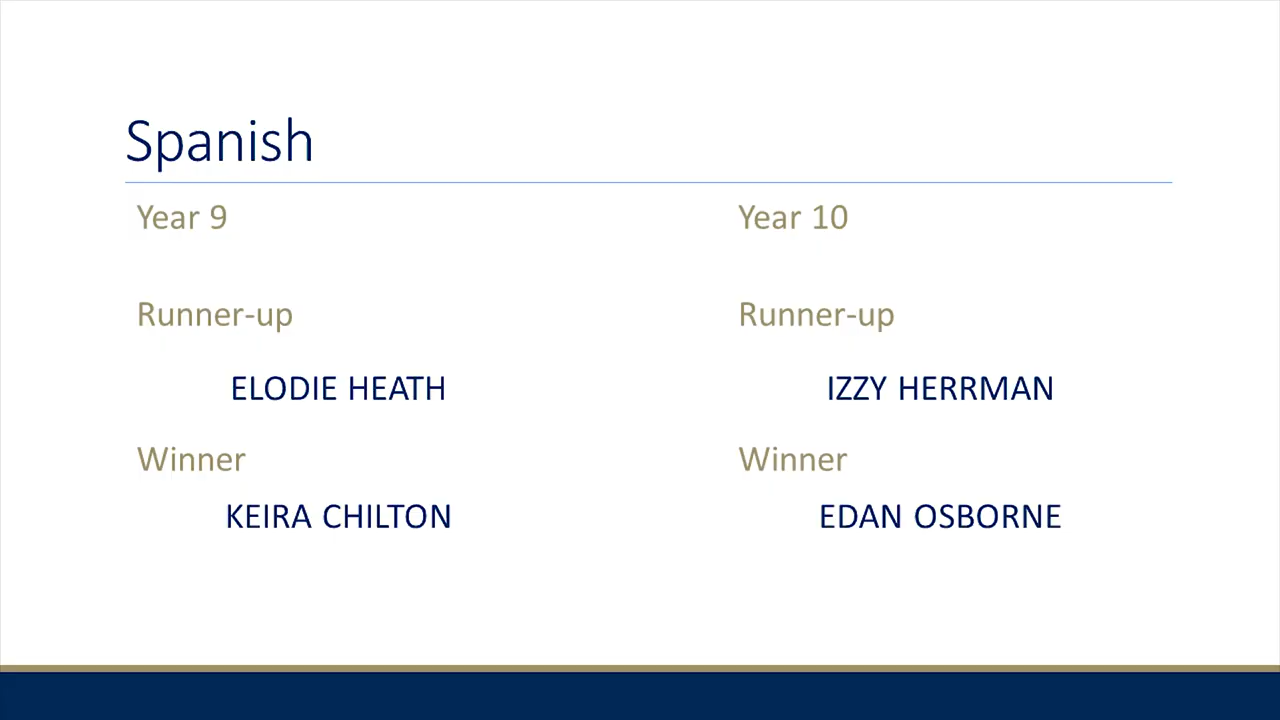 Spanish
Year 9
Runner-up
ELODIE HEATH
Winner
KEIRA CHILTON
Year 10
Runner-up
IZZY HERRMAN
Winner
EDAN OSBORNE